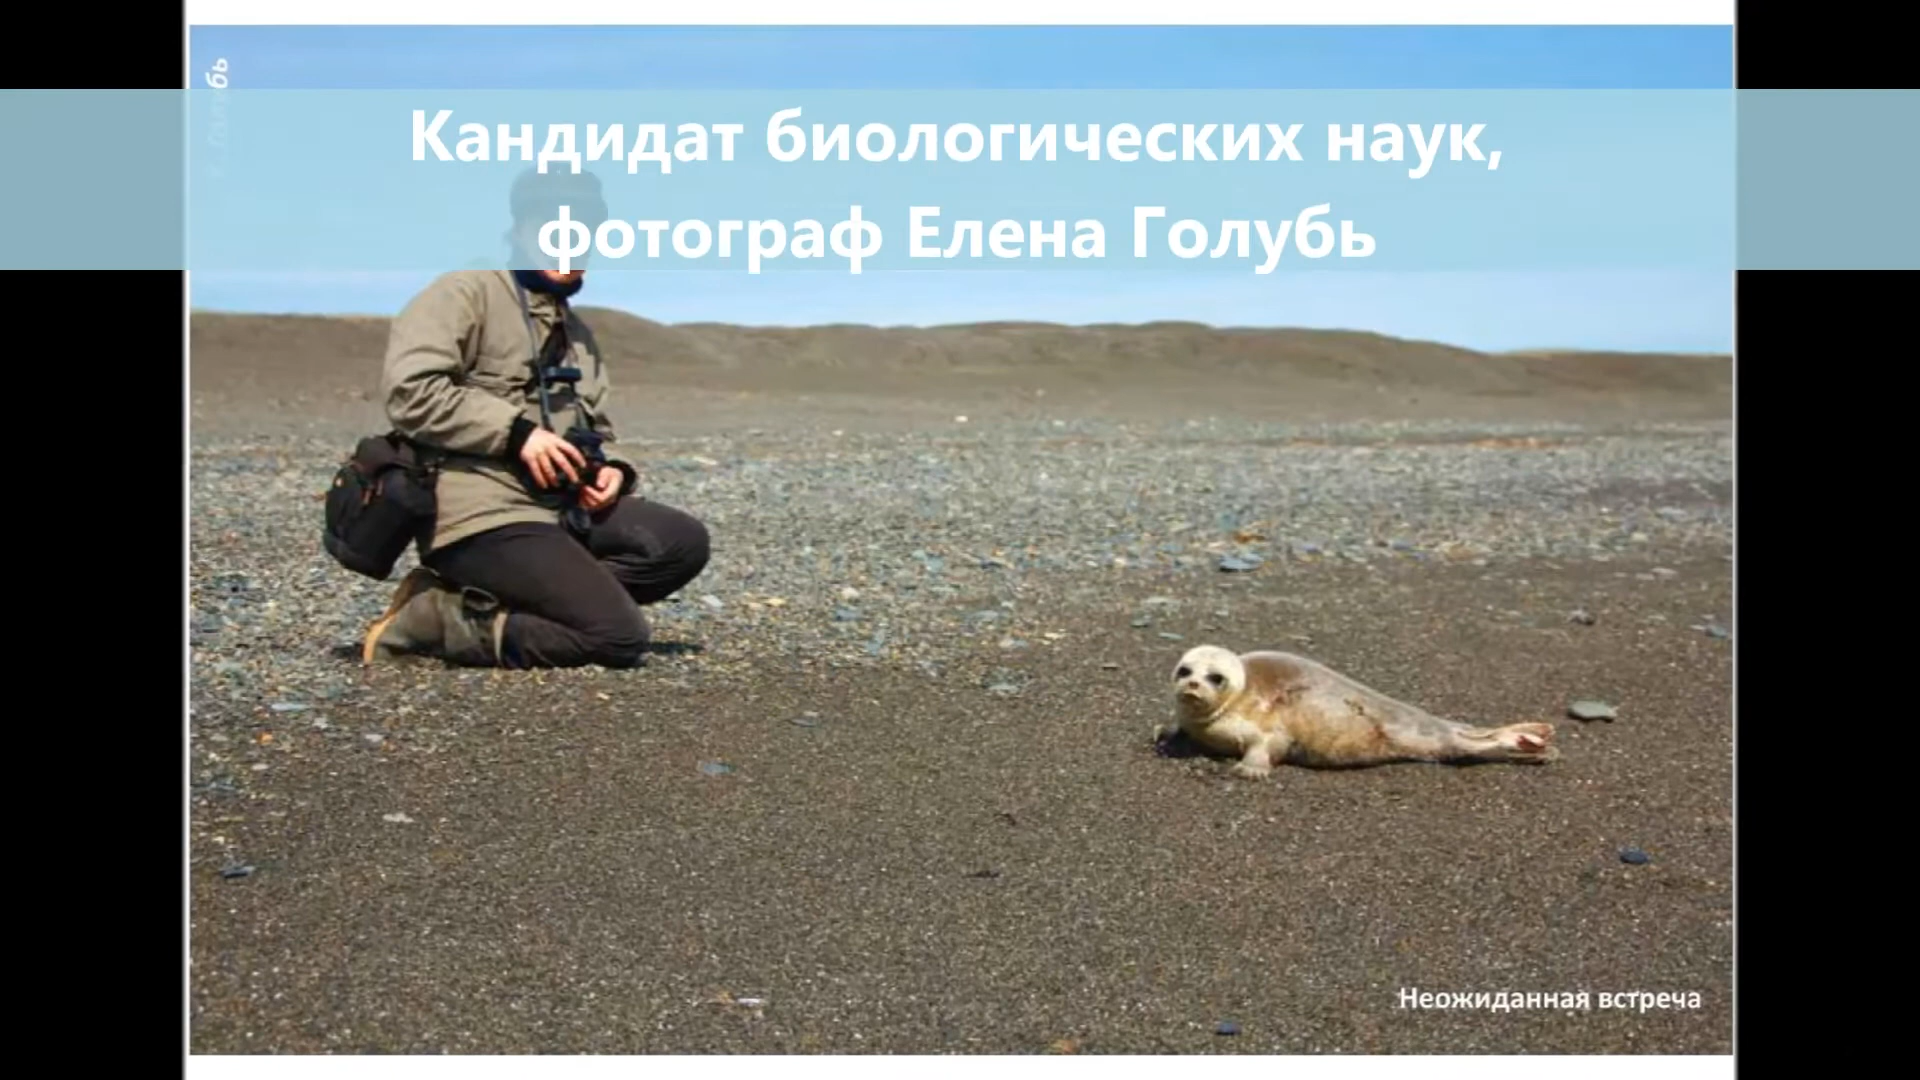 Кандидат биологических наук,
фотограф Елена Голубь
Неожиданная встреча